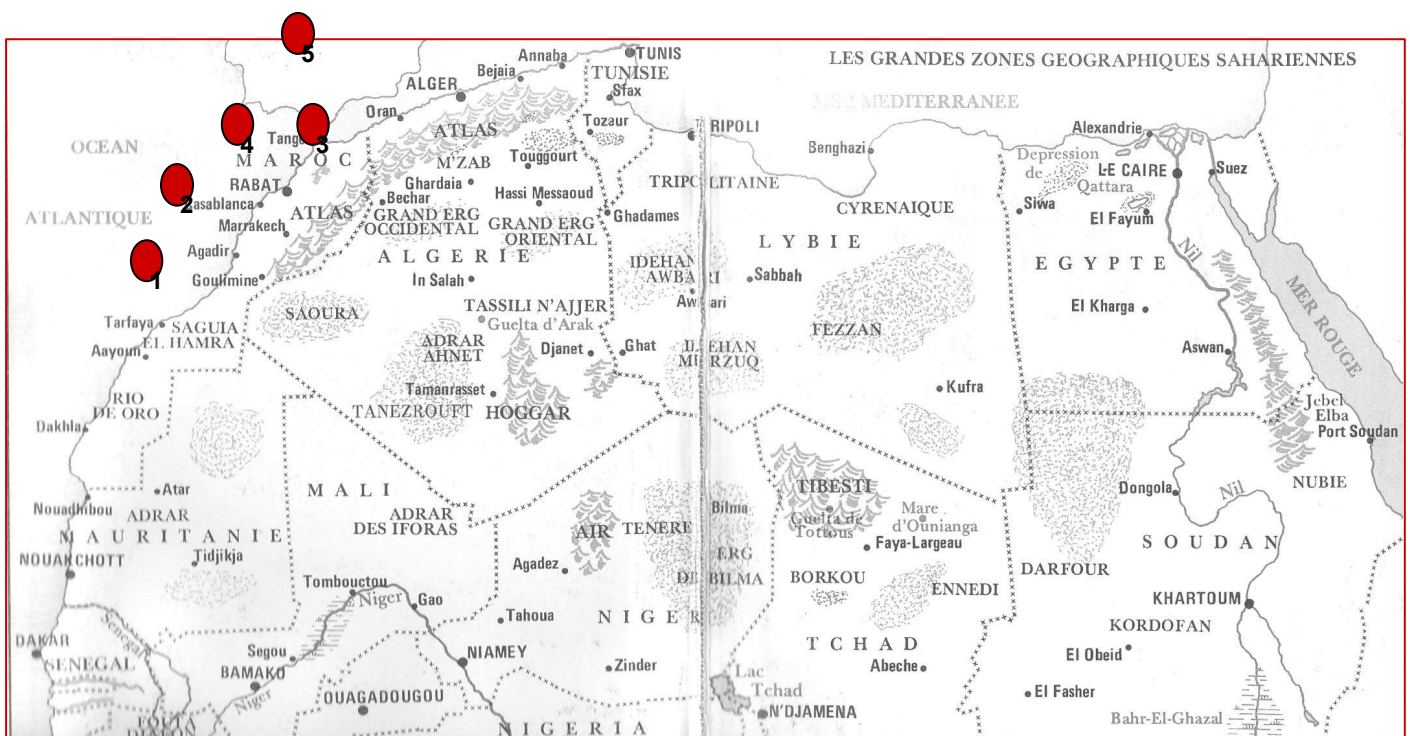 5
LES GRANDES ZONES GEOGRAPHIQUES SAHARIENNES
TUNIS
Annaba
Bejaia
TUNISIE
ALGER
Sfax
MER MEDITERRANEE
Oran
4
3
Tozeur
ATLAS
RIPOLI
Alexandrie
OCEAN
MAROC
M'ZAB
Touggourt
Benghazi
Depression
de
Qattara
LE CAIRE
Suez
2
RABAT
Ghardaia
Hassi Messaoud
TRIPOLITAINE
asablanca
Bechar
Siwa
El Fayum
ATLANTIQUE
ATLAS
GRAND ERG
OCCIDENTAL
GRAND ERG
ORIENTAL
Ghadames
CYRENAIQUE
Marrakech
LYBIE
Nil
Agadir
ALGERIE
IDEHAN
AWBARI
EGYPTE
1
Goulimine
In Salah
Sabbah
MER ROUGE
TASSILI N'AJJER
Guelta d'Arak
Awbari
El Kharga
SAOURA
Tarfaya
SAGUIA
EL HAMRA
FEZZAN
ADRAR
AHNET
Djanet
Ghat
IDEHAN
MURZUQ
Aswan
Aayoun
Tamanrasset
Kufra
RIO
DE ORO
TANEZROUFT
HOGGAR
Jebel
Elba
Port Soudan
Dakhla
MALI
TIBESTI
Dongola
Nil
NUBIE
Atar
Nouadhibou
ADRAR
ADRAR
DES IFORAS
AIR
TENERE
Bilma
Guelta de
Mare
d'Ounianga
MAURITANIE
Faya-Largeau
SOUDAN
NOUAKCHOTT
Tidjikja
Agadez
ERG
DE BILMA
BORKOU
ENNEDI
DARFOUR
Tombouctou
Niger
Gao
KHARTOUM
Tahoua
NIGER
Senegal
KORDOFAN
DAKAR
SENEGAL
Segou
BAMAKO
NIAMEY
Zinder
TCHAD
Abeche
El Obeid
Niger
OUAGADOUGOU
Lac
Tchad
El Fasher
N'DJAMENA
Bahr-El-Ghazal
NIGERIA
FOUTA